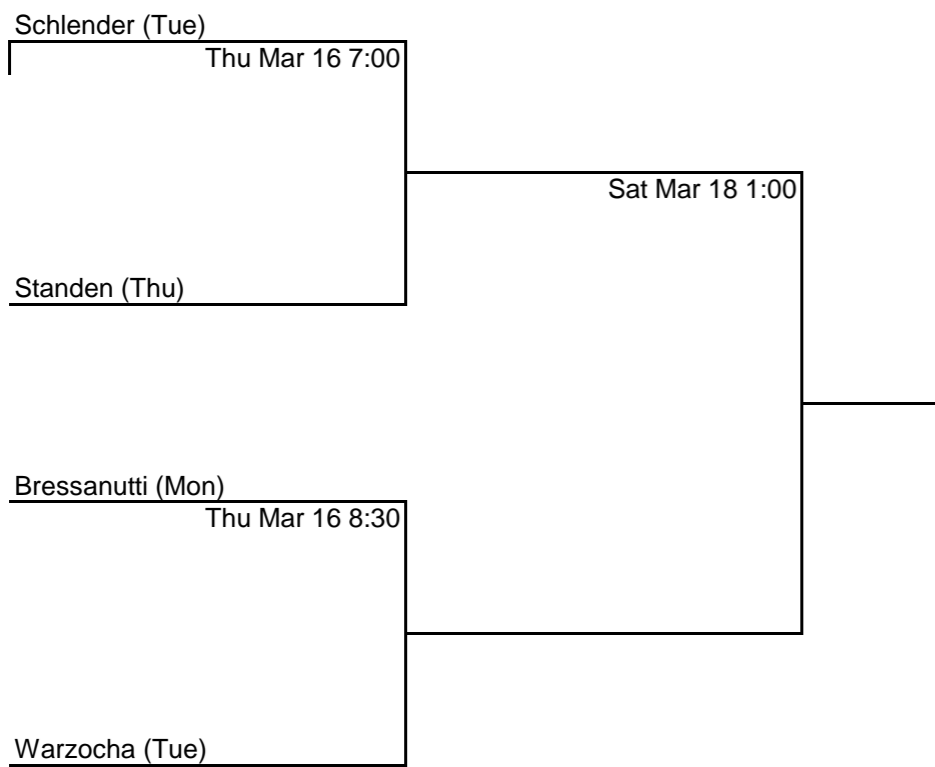 Schlender (Tue)
Thu Mar 16 7:00
Sat Mar 18 1:00
Standen (Thu)
Bressanutti (Mon)
Thu Mar 16 8:30
Warzocha (Tue)